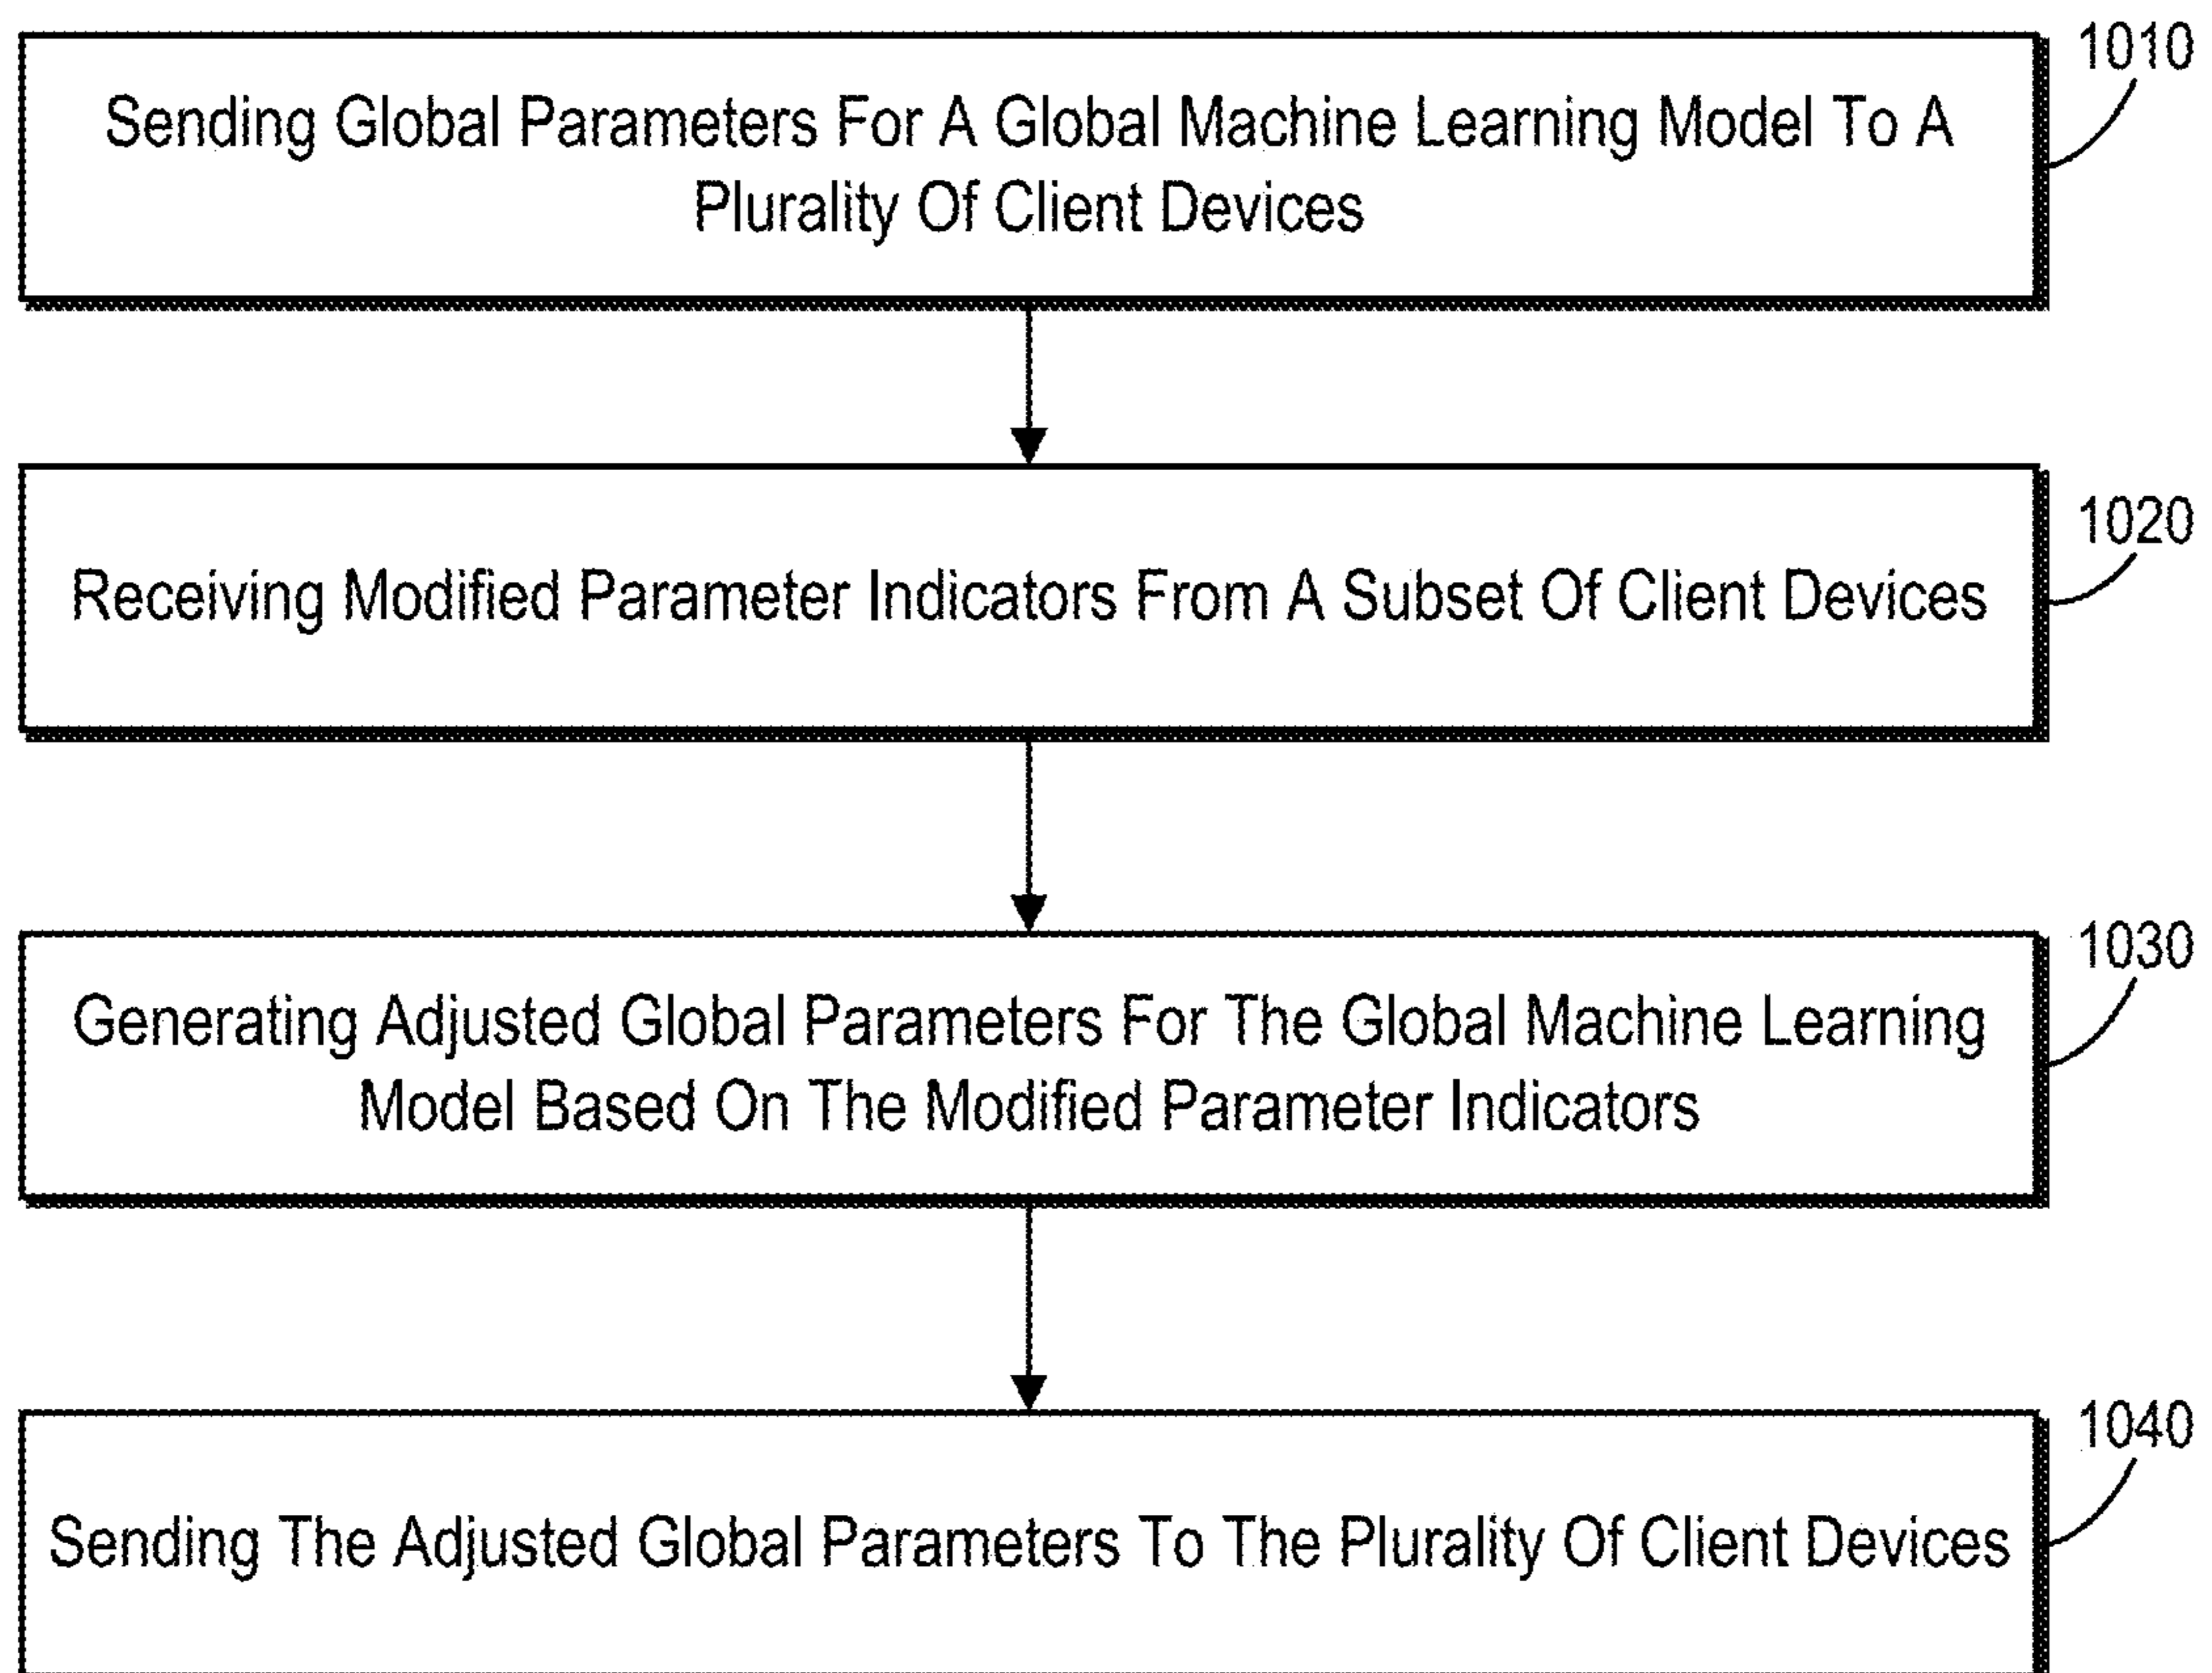 1010
Sending Global Parameters For A Global Machine Learning Model To A
Plurality Of Client Devices
1020
Receiving Modified Parameter Indicators From A Subset Of Client Devices
1030
Generating Adjusted Global Parameters For The Global Machine Learning
Model Based On The Modified Parameter Indicators
1040
Sending The Adjusted Global Parameters To The Plurality Of Client Devices